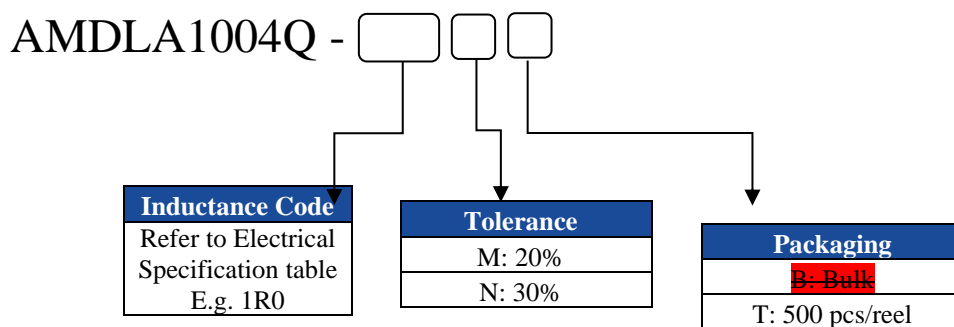 AMDLA1004Q -
Inductance Code
Refer to Electrical
Specification table
E.g. 1R0
Tolerance
M: 20%
N: 30%
Packaging
B: Bulk
T: 500 pcs/reel